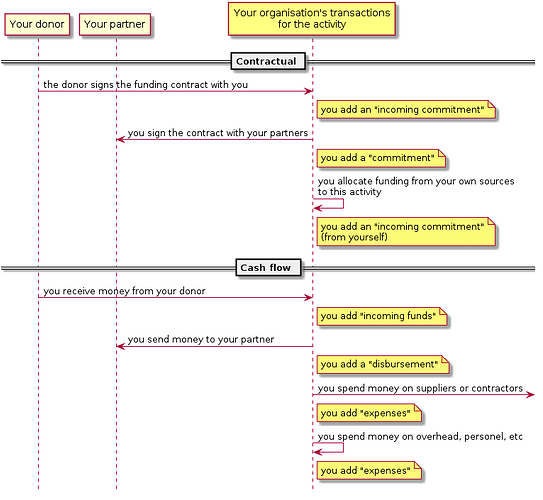 Your donor
Your partner
Your organisation's transactions
for the activity
Contractual
the donor signs the funding contract with you
you add an "incoming commitment"
you sign the contract with your partners
you add a "commitment"
you allocate funding from your own sources
to this activity
you add an "incoming commitment"
(from yourself)
Cash flow
you receive money from your donor
you add "incoming funds"
you send money to your partner
you add a "disbursement"
you spend money on suppliers or contractors
you add "expenses"
you spend money on overhead, personel, etc
you add "expenses"